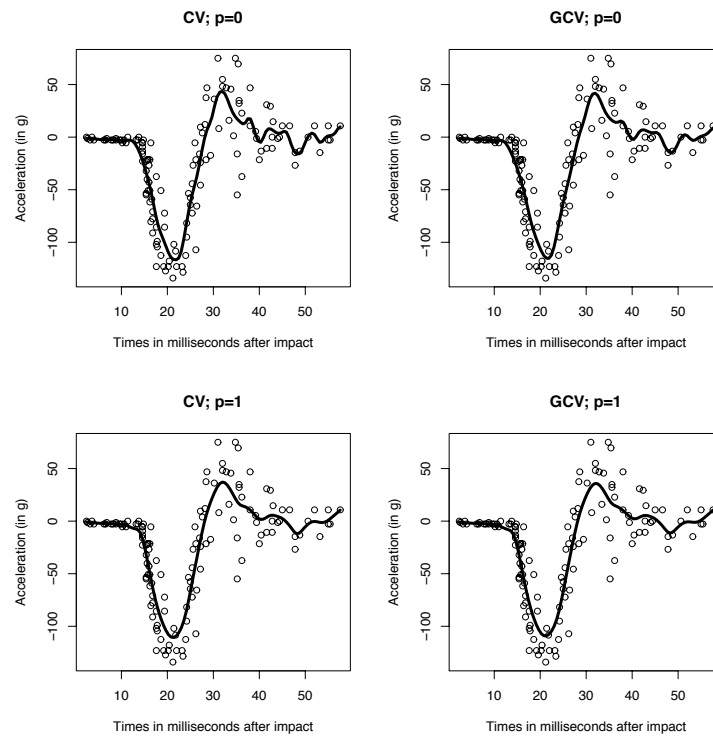 CV; p=0
Acceleration (in g)
50
0
−50
−100
10 20 30 40 50
Times in milliseconds after impact
GCV; p=0
Acceleration (in g)
50
0
−50
−100
10 20 30 40 50
Times in milliseconds after impact
CV; p=1
Acceleration (in g)
50
0
−50
−100
10 20 30 40 50
Times in milliseconds after impact
GCV; p=1
Acceleration (in g)
50
0
−50
−100
10 20 30 40 50
Times in milliseconds after impact